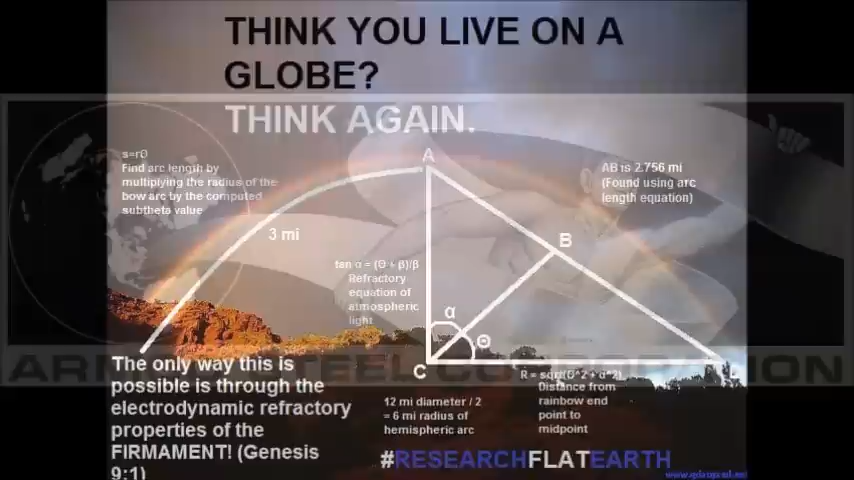 THINK YOU LIVE ON A
GLOBE?
THINK AGAIN.
s=rΘ
Find arc length by
multiplying the radius of the
bow arc by the computed
subtheta value
3 mi
A
AB is 2.756 mi
(Found using arc
length equation)
B
tan α = (Θ + β)/β
Refractory
equation of
atmospheric
light
α
Θ
C
The only way this is
possible is through the
electrodynamic refractory
properties of the
FIRMAMENT! (Genesis
9:1)
12 mi diameter / 2
= 6 mi radius of
hemispheric arc
Distance from
rainbow end
point to
midpoint
#RESEARCHFLATEARTH
STEEL CORPORATION